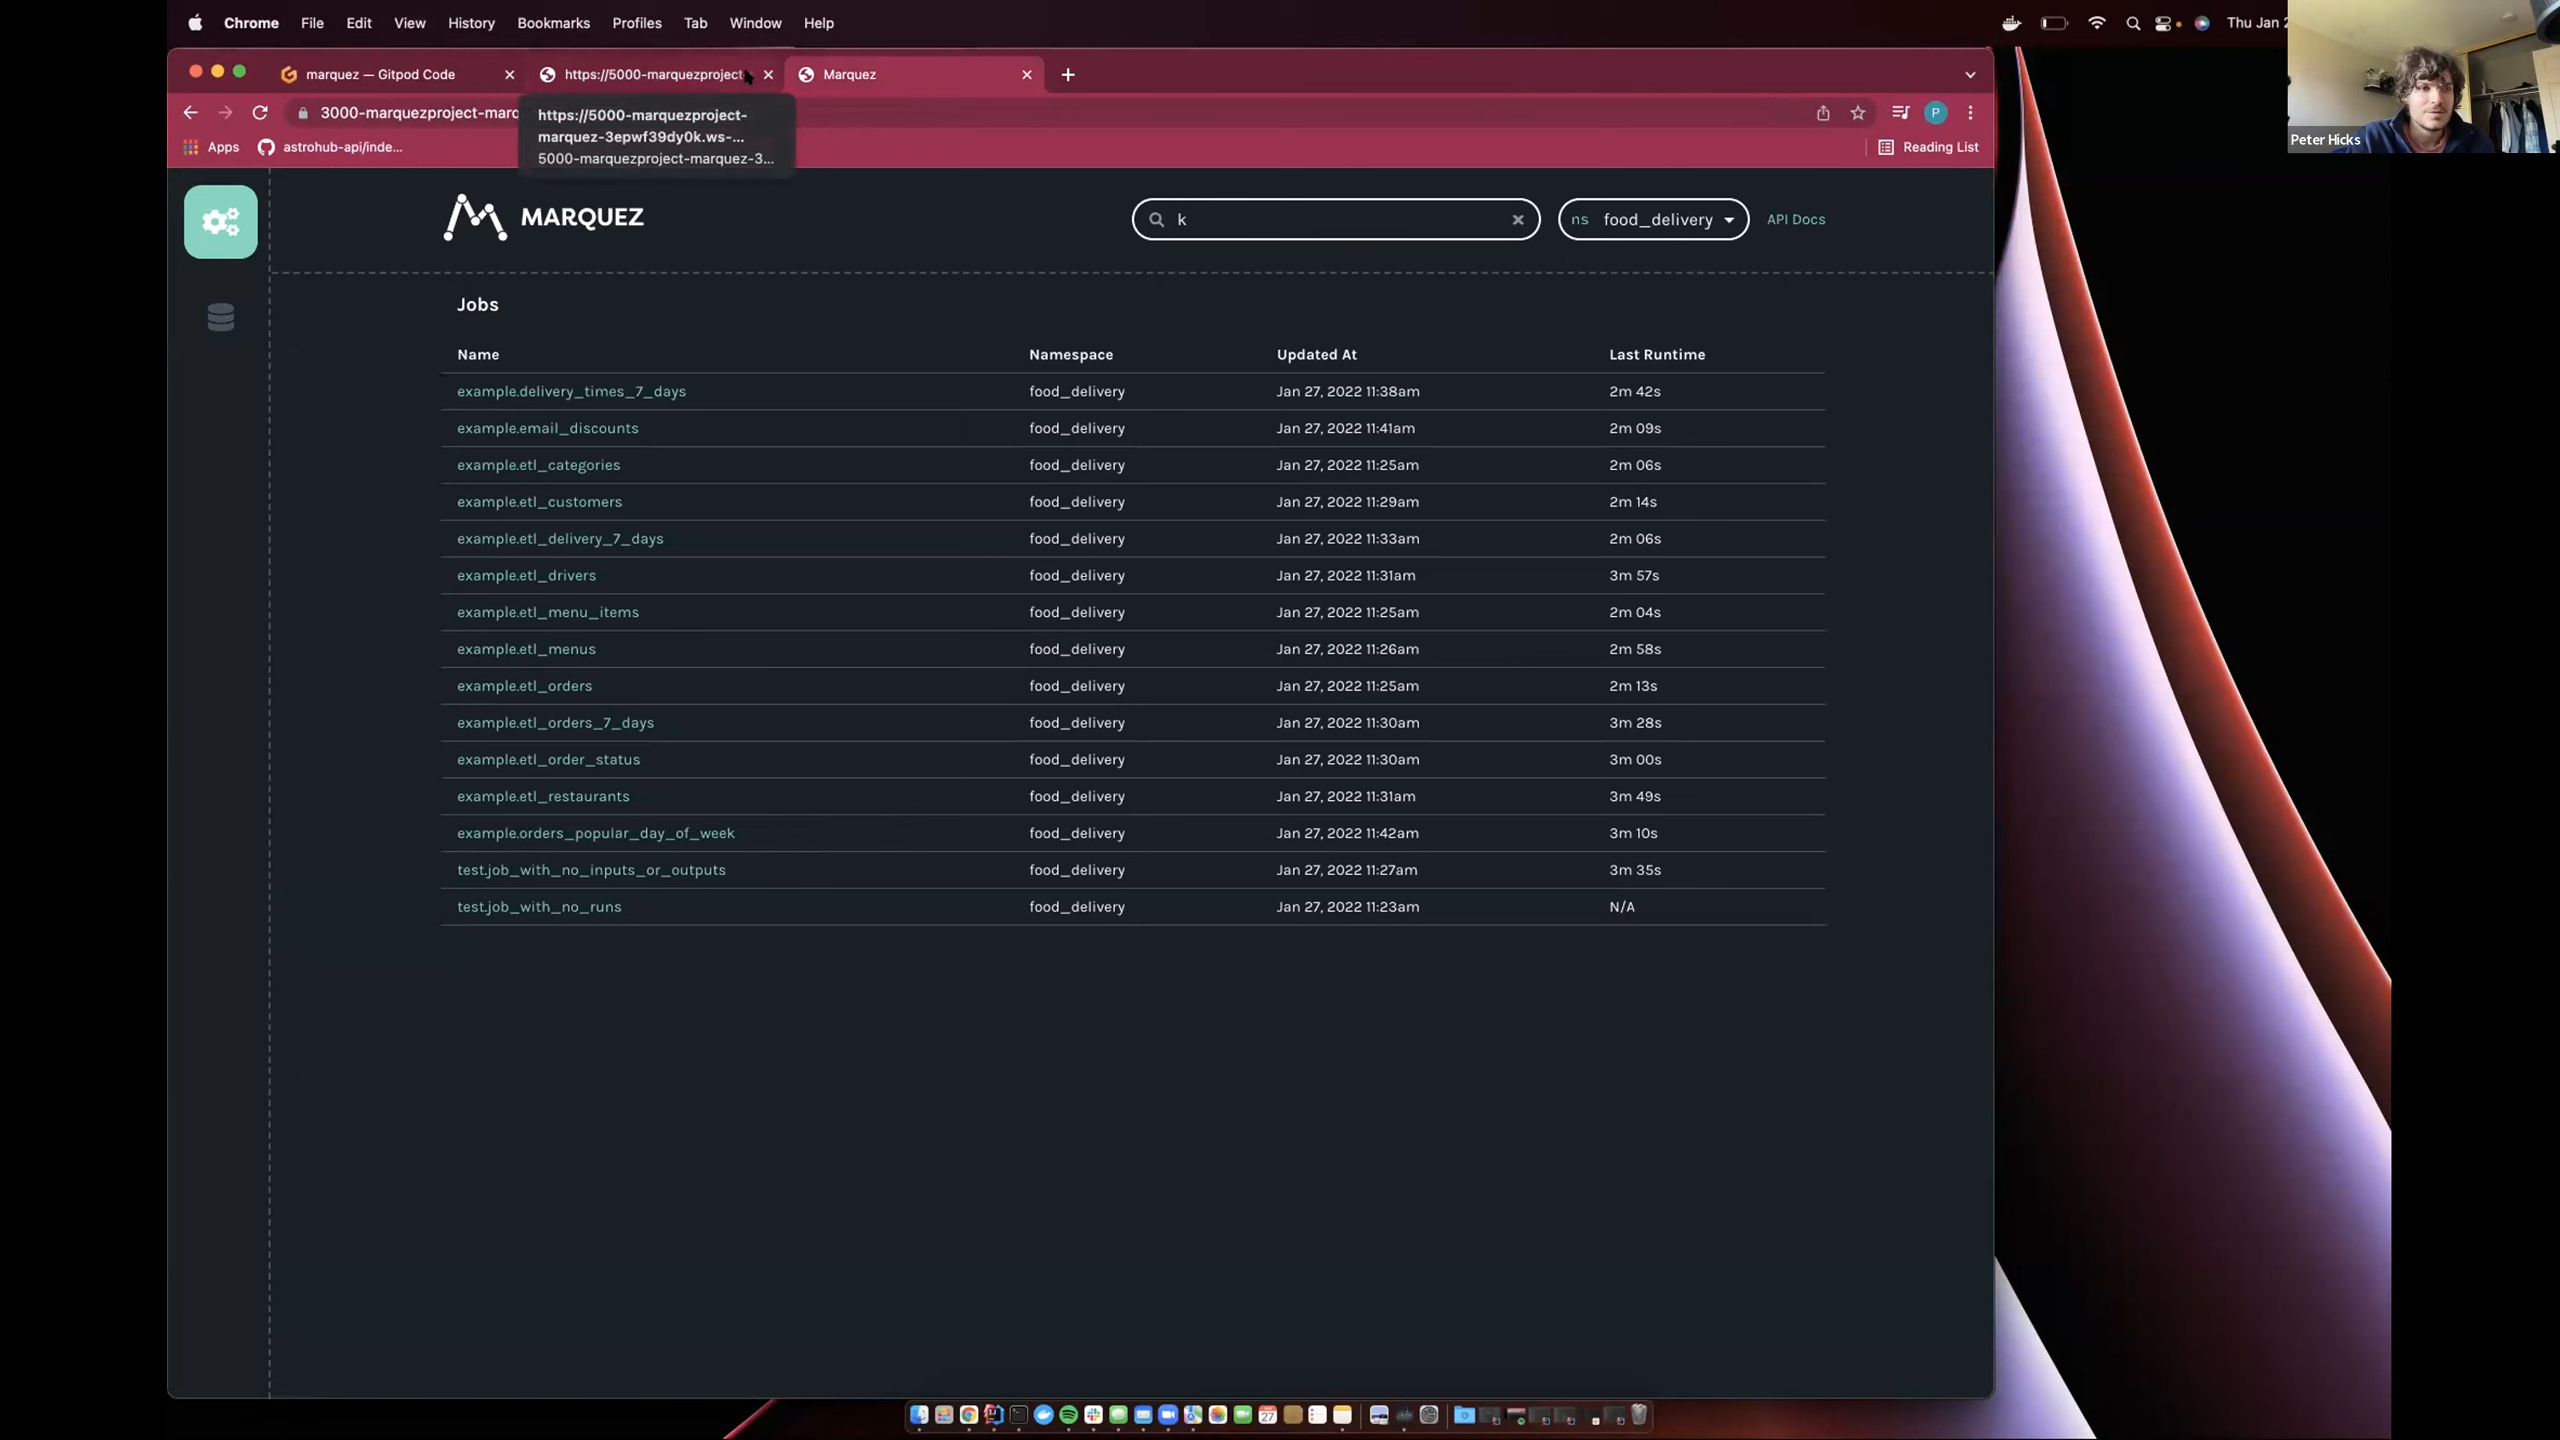 Chrome File Edit View History Bookmarks Profiles Tab Window Help
Thu Jan
marquez — Gitpod Code
https://5000-marquezproject
Marquez
3000-marquezproject-marq
https://5000-marquezproject-
marquez-3epwf39dy0k.ws-...
5000-marquezproject-marquez-3...
P
Apps
astrohub-api/inde...
Reading List
Peter Hicks
MARQUEZ
k
ns food_delivery
API Docs
Jobs
Name Namespace Updated At Last Runtime
example.delivery_times_7_days food_delivery Jan 27, 2022 11:38am 2m 42s
example.email_discounts food_delivery Jan 27, 2022 11:41am 2m 09s
example.etl_categories food_delivery Jan 27, 2022 11:25am 2m 06s
example.etl_customers food_delivery Jan 27, 2022 11:29am 2m 14s
example.etl_delivery_7_days food_delivery Jan 27, 2022 11:33am 2m 06s
example.etl_drivers food_delivery Jan 27, 2022 11:31am 3m 57s
example.etl_menu_items food_delivery Jan 27, 2022 11:25am 2m 04s
example.etl_menus food_delivery Jan 27, 2022 11:26am 2m 58s
example.etl_orders food_delivery Jan 27, 2022 11:25am 2m 13s
example.etl_orders_7_days food_delivery Jan 27, 2022 11:30am 3m 28s
example.etl_order_status food_delivery Jan 27, 2022 11:30am 3m 00s
example.etl_restaurants food_delivery Jan 27, 2022 11:31am 3m 49s
example.orders_popular_day_of_week food_delivery Jan 27, 2022 11:42am 3m 10s
test.job_with_no_inputs_or_outputs food_delivery Jan 27, 2022 11:27am 3m 35s
test.job_with_no_runs food_delivery Jan 27, 2022 11:23am N/A
27